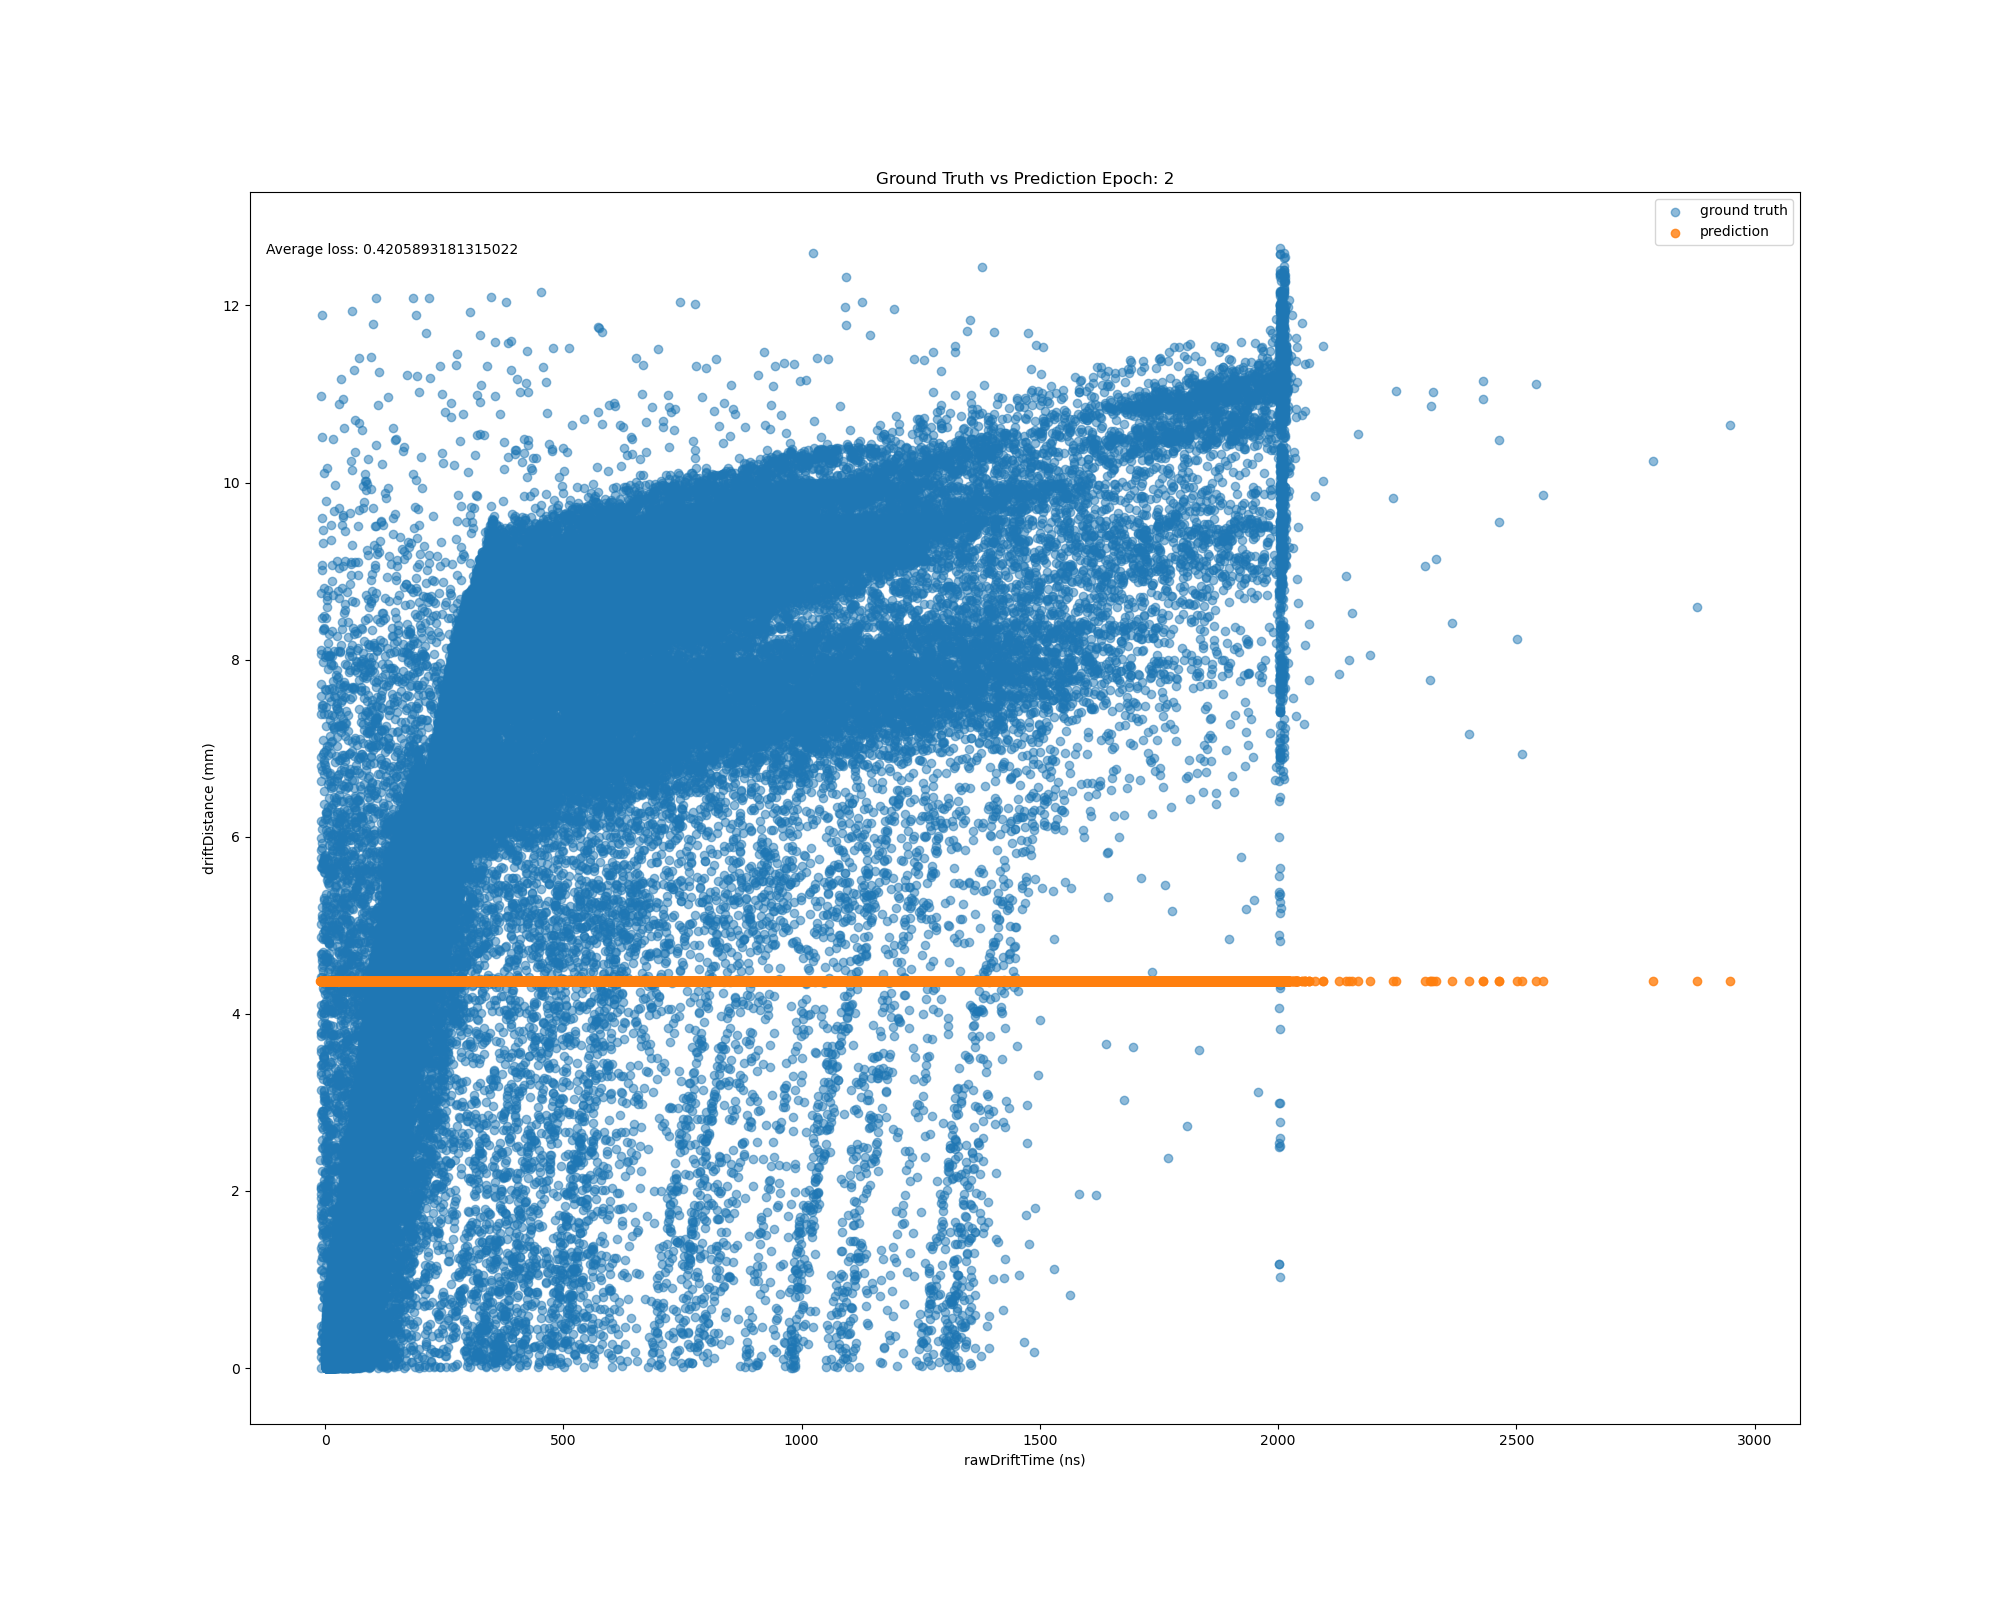 Ground Truth vs Prediction Epoch: 2
ground truth
prediction
Average loss: 0.4205893181315022
12
10
8
6
4
2
0
driftDistance (mm)
0 500 1000 1500 2000 2500 3000
rawDriftTime (ns)